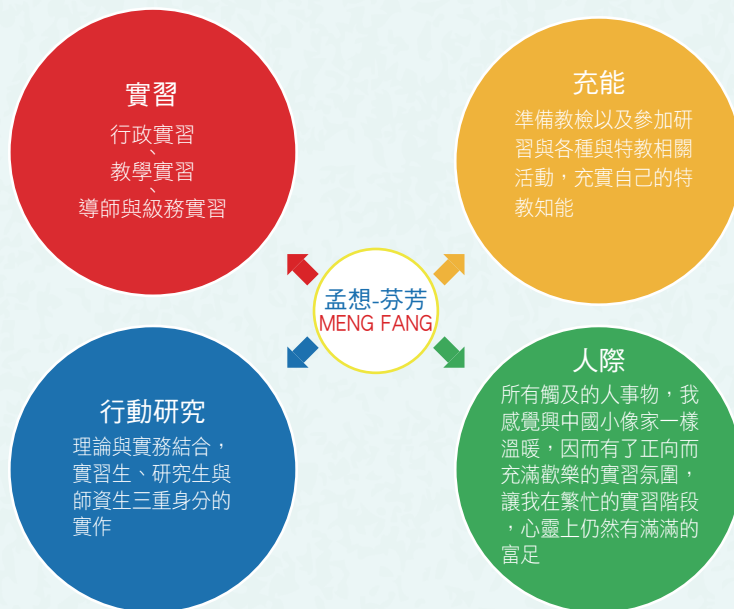 實習
行政實習
、
教學實習
、
導師與級務實習
充能
準備教檢以及參加研
習與各種與特教相關
活動，充實自己的特
教知能
孟想-芬芳
MENG FANG
行動研究
理論與實務結合，
實習生、研究生與
師資生三重身分的
實作
人際
所有觸及的人事物，我
感覺興中國小像家一樣
溫暖，因而有了正向而
充滿歡樂的實習氛圍，
讓我在繁忙的實習階段
，心靈上仍然有滿滿的
富足